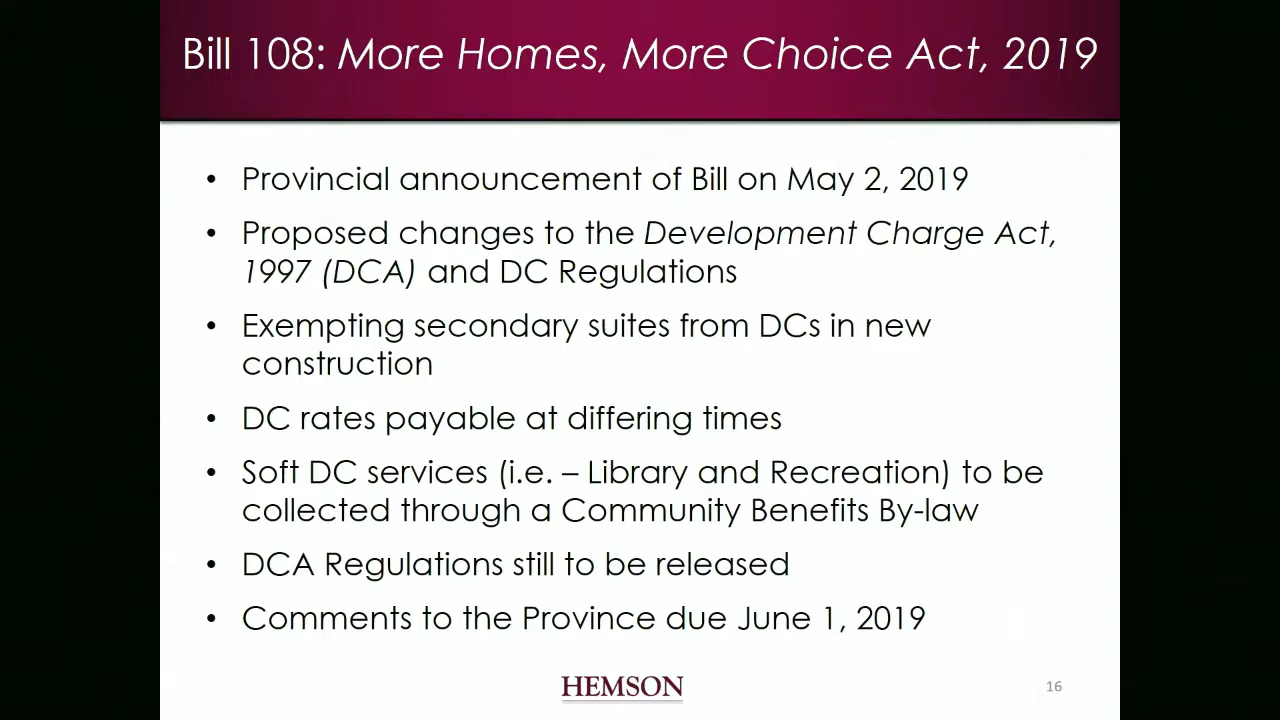 Bill 108: More Homes, More Choice Act, 2019
• Provincial announcement of Bill on May 2, 2019
• Proposed changes to the Development Charge Act,
1997 (DCA) and DC Regulations
• Exempting secondary suites from DCs in new
construction
• DC rates payable at differing times
• Soft DC services (i.e. – Library and Recreation) to be
collected through a Community Benefits By-law
• DCA Regulations still to be released
• Comments to the Province due June 1, 2019
HEMSON
16